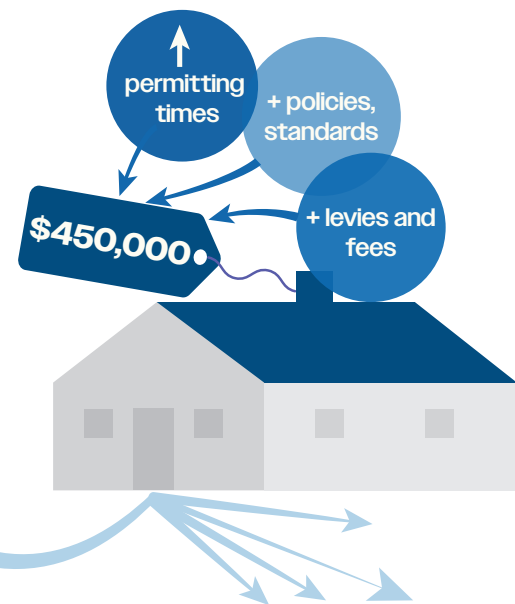 permitting
times
+ policies,
standards
+ levies and
fees
$450,000